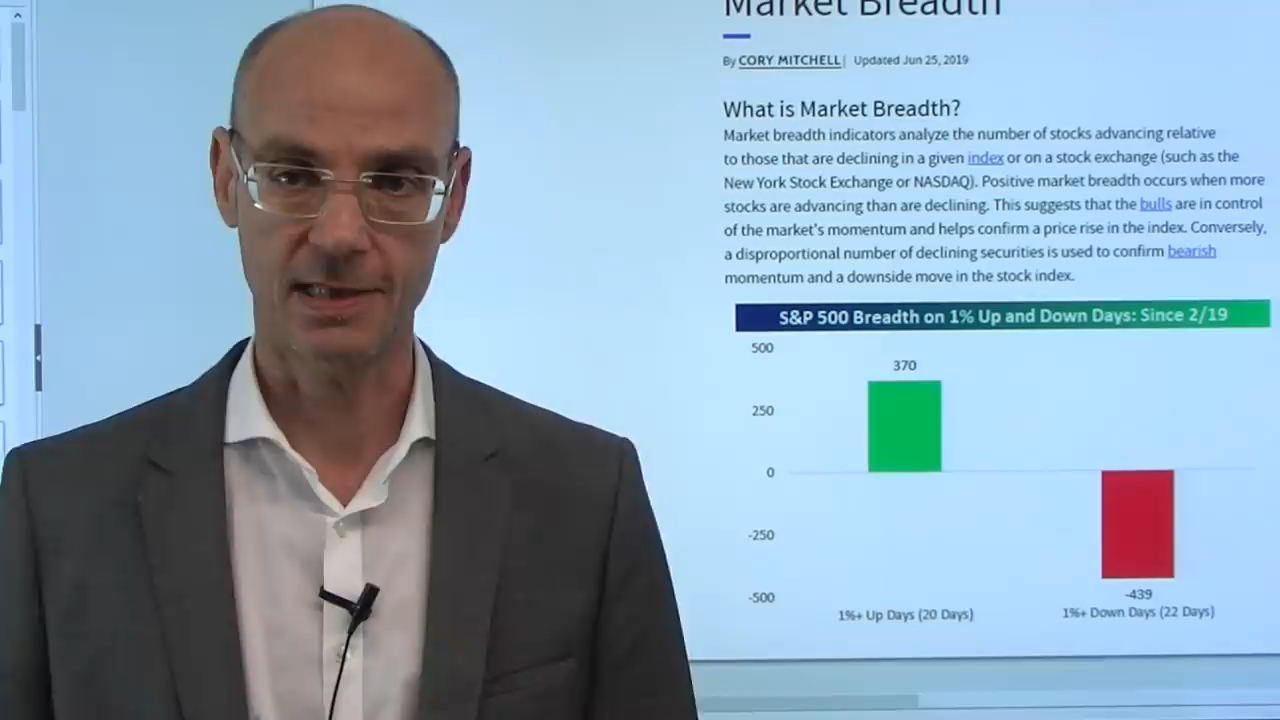 Market Breadth
By CORY MITCHELL | Updated Jun 25, 2019
What is Market Breadth?
Market breadth indicators analyze the number of stocks advancing relative
to those that are declining in a given index or on a stock exchange (such as the
New York Stock Exchange or NASDAQ). Positive market breadth occurs when more
stocks are advancing than are declining. This suggests that the bulls are in control
of the market's momentum and helps confirm a price rise in the index. Conversely,
a disproportional number of declining securities is used to confirm bearish
momentum and a downside move in the stock index.
S&P 500 Breadth on 1% Up and Down Days: Since 2/19
500
370
250
0
-250
-500
-439
1%+ Up Days (20 Days)
1%+ Down Days (22 Days)